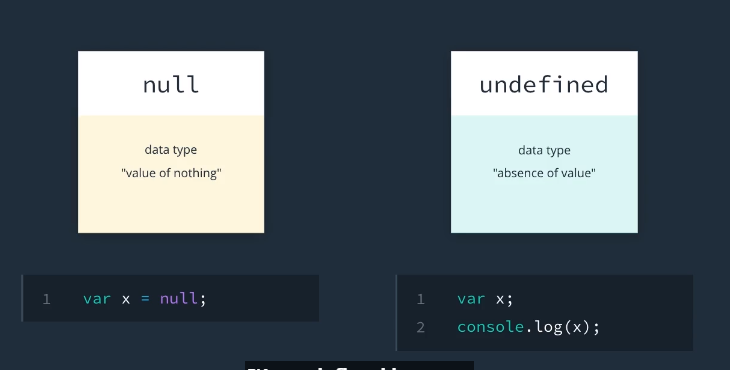 null
data type
"value of nothing"
1 var x = null;
undefined
data type
"absence of value"
1 var x;
2 console.log(x);